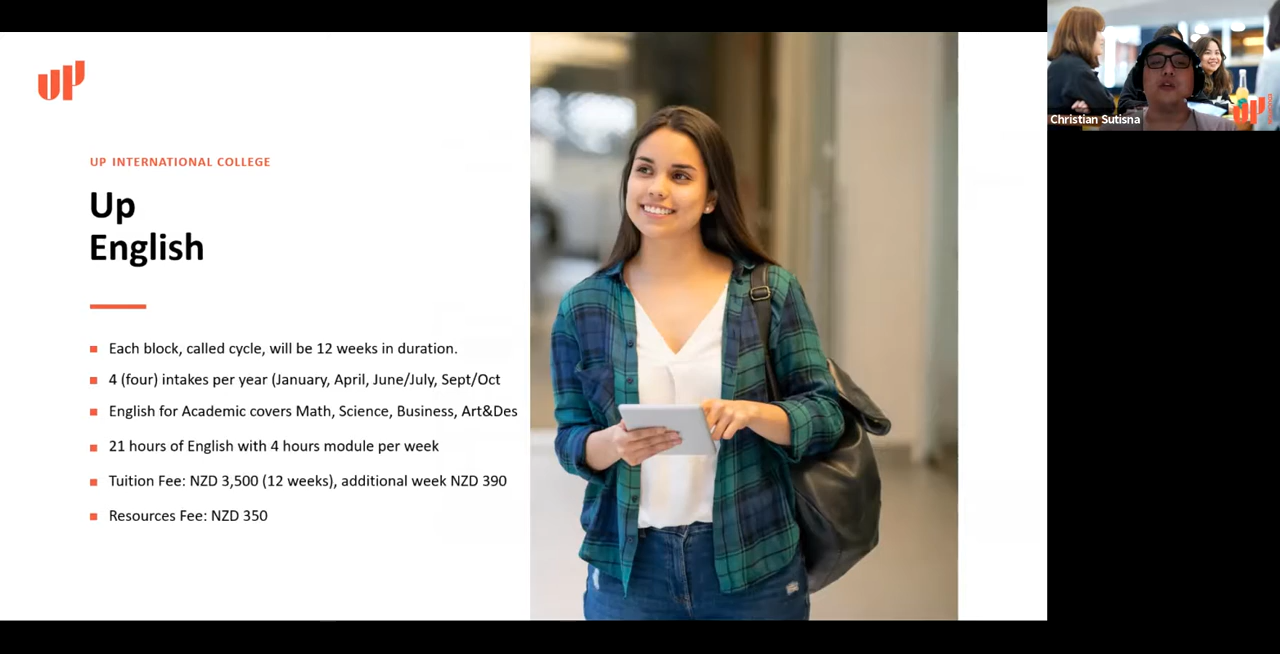 UP
UP INTERNATIONAL COLLEGE
Up
English
Each block, called cycle, will be 12 weeks in duration.
4 (four) intakes per year (January, April, June/July, Sept/Oct
English for Academic covers Math, Science, Business, Art&Des
21 hours of English with 4 hours module per week
Tuition Fee: NZD 3,500 (12 weeks), additional week NZD 390
Resources Fee: NZD 350
Christian Sutisna
UP